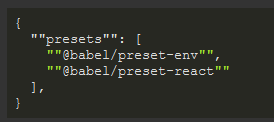 {
  ""presets"": [
    ""@babel/preset-env"",
    ""@babel/preset-react""
  ],
}